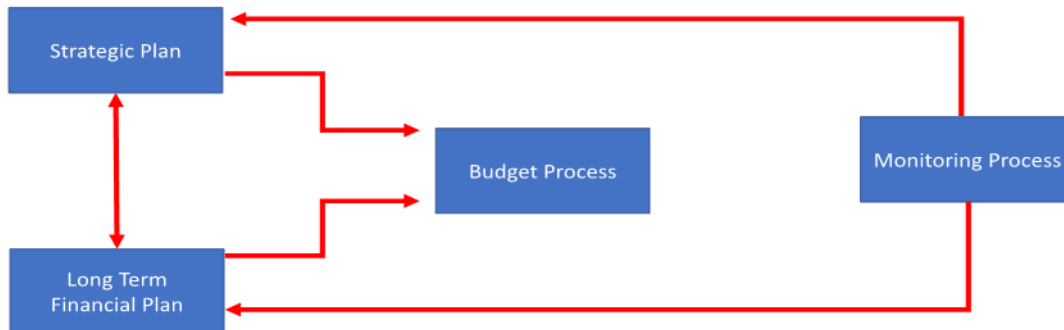 Strategic Plan
Budget Process
Monitoring Process
Long Term
Financial Plan